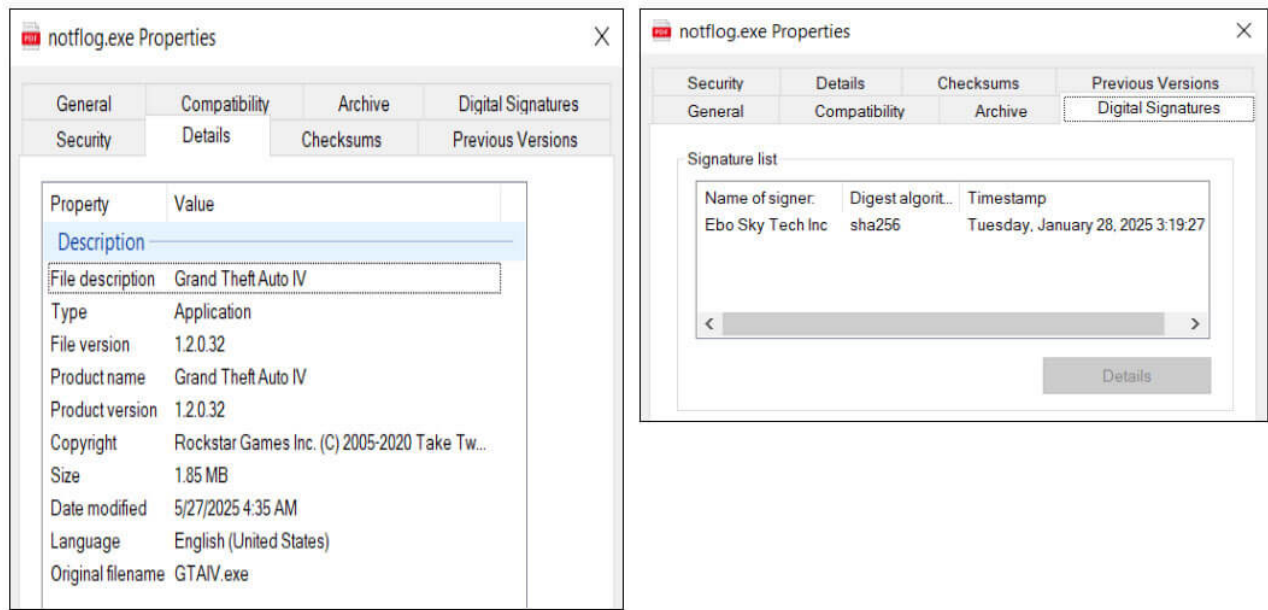 PDF notflog.exe Properties X
General Compatibility Archive Digital Signatures
Security Details Checksums Previous Versions
Property Value
Description
File description Grand Theft Auto IV
Type Application
File version 1.2.0.32
Product name Grand Theft Auto IV
Product version 1.2.0.32
Copyright Rockstar Games Inc. (C) 2005-2020 Take Tw...
Size 1.85 MB
Date modified 5/27/2025 4:35 AM
Language English (United States)
Original filename GTAIV.exe
PDF notflog.exe Properties X
Security Details Checksums Previous Versions
General Compatibility Archive Digital Signatures
Signature list
Name of signer: Digest algorit... Timestamp
Ebo Sky Tech Inc sha256 Tuesday, January 28, 2025 3:19:27
Details